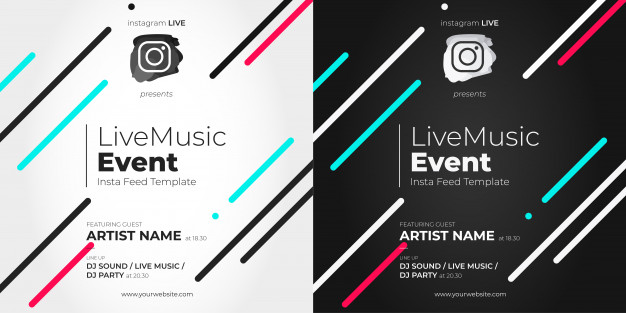 instagram LIVE
presents
LiveMusic
Event
Insta Feed Template
FEATURING GUEST
ARTIST NAME at 18.30
LINE UP
DJ SOUND / LIVE MUSIC /
DJ PARTY at 20.30
www.yourwebsite.com
instagram LIVE
presents
LiveMusic
Event
Insta Feed Template
FEATURING GUEST
ARTIST NAME at 18.30
LINE UP
DJ SOUND / LIVE MUSIC /
DJ PARTY at 20.30
www.yourwebsite.com